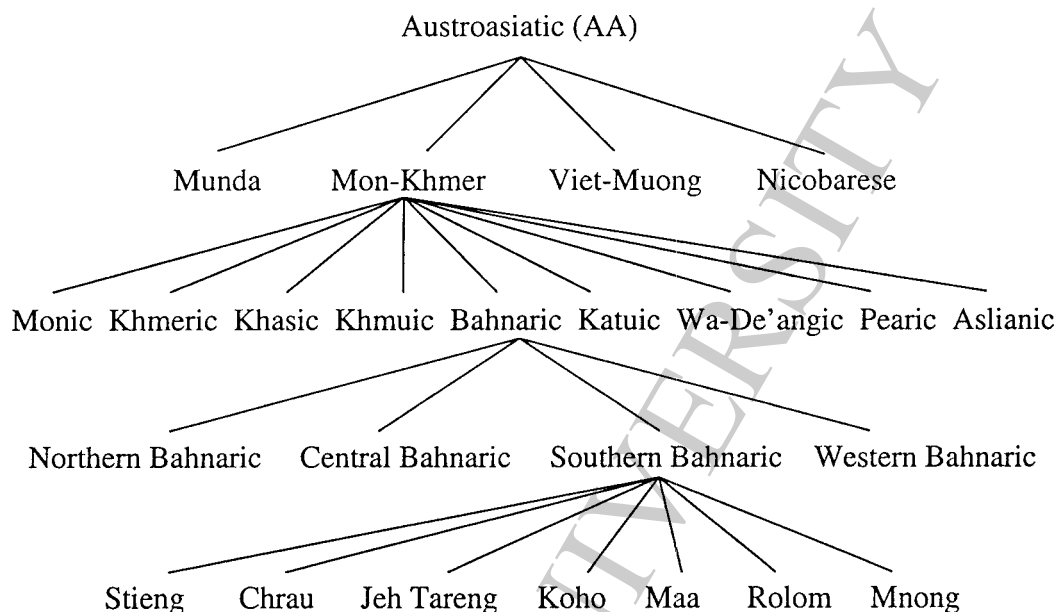 Austroasiatic (AA)
Munda Mon-Khmer Viet-Muong Nicobarese
Monic Khmeric Khasic Khmuic Bahnaric Katuic Wa-De'angic Pearic Aslianic
Northern Bahnaric Central Bahnaric Southern Bahnaric Western Bahnaric
Stieng Chrau Jeh Tareng Koho Maa Rolom Mnong